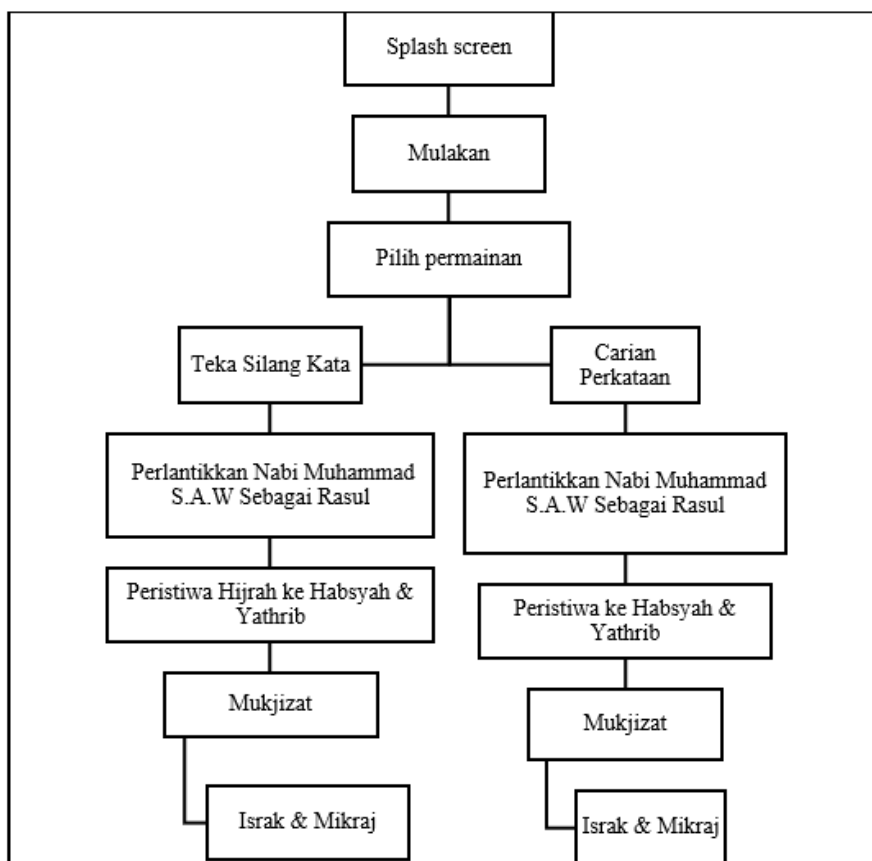 Splash screen
Mulakan
Pilih permainan
Teka Silang Kata
Carian
Perkataan
Perlantikkan Nabi Muhammad
S.A.W Sebagai Rasul
Perlantikkan Nabi Muhammad
S.A.W Sebagai Rasul
Peristiwa Hijrah ke Habsyah &
Yathrib
Peristiwa ke Habsyah &
Yathrib
Mukjizat
Mukjizat
Israk & Mikraj
Israk & Mikraj